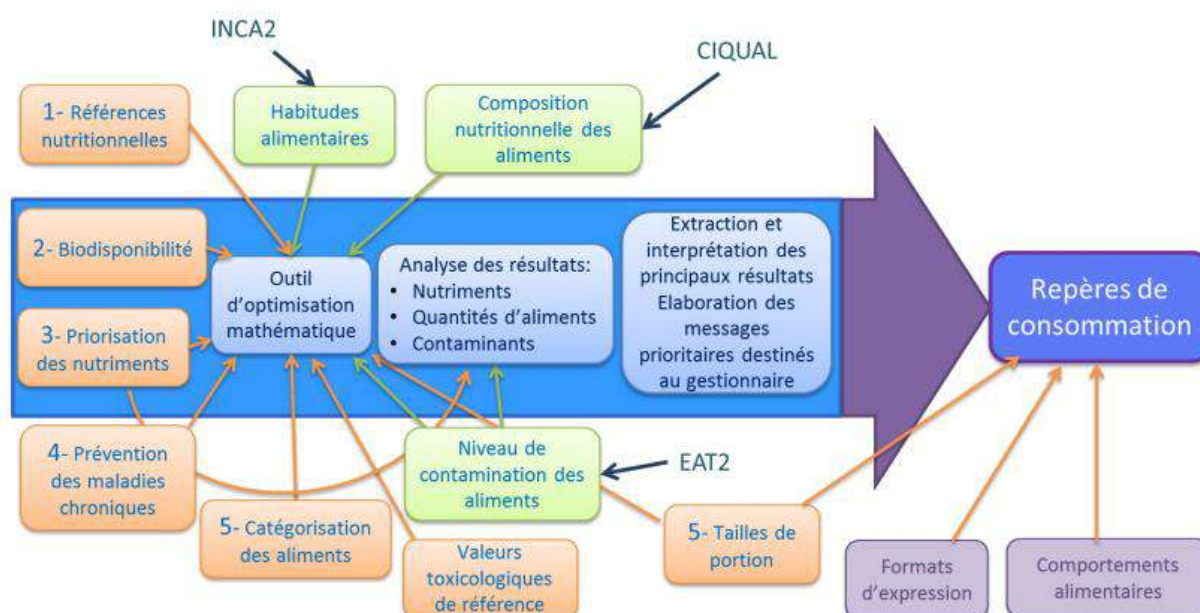 INCA2
CIQUAL
1- Références
nutritionnelles
Habitudes
alimentaires
Composition
nutritionnelle des
aliments
2- Biodisponibilité
Outil
d'optimisation
mathématique
Analyse des résultats:
• Nutriments
• Quantités d'aliments
• Contaminants
Extraction et
interprétation des
principaux résultats
Elaboration des
messages
prioritaires destinés
au gestionnaire
Repères de
consommation
3- Priorisation
des nutriments
4- Prévention
des maladies
chroniques
Niveau de
contamination des
aliments
EAT2
5- Catégorisation
des aliments
Valeurs
toxicologiques
de référence
5- Tailles de
portion
Formats
d'expression
Comportements
alimentaires